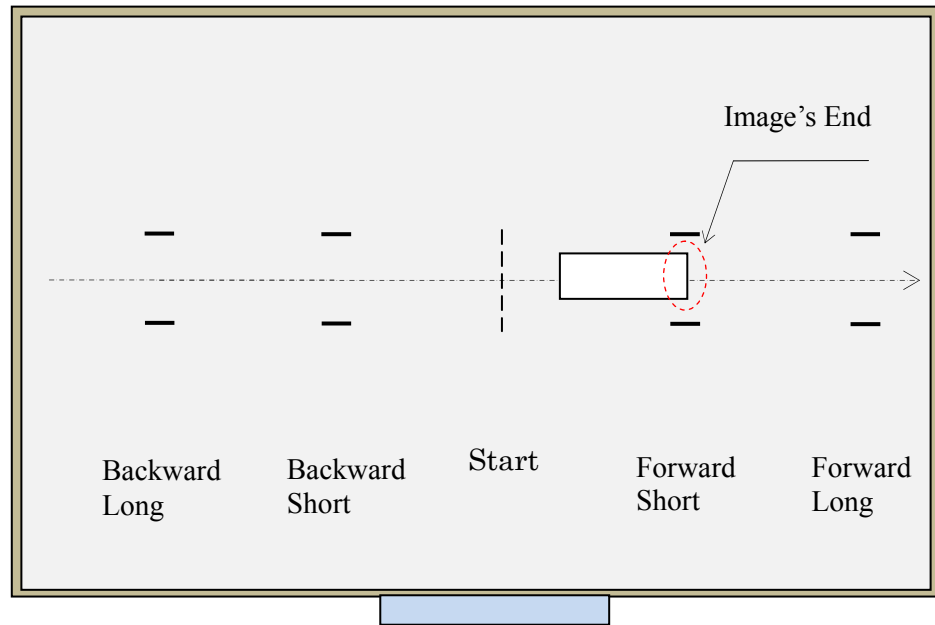 Image’s End
Backward
Long
Backward
Short
Start
Forward
Short
Forward
Long